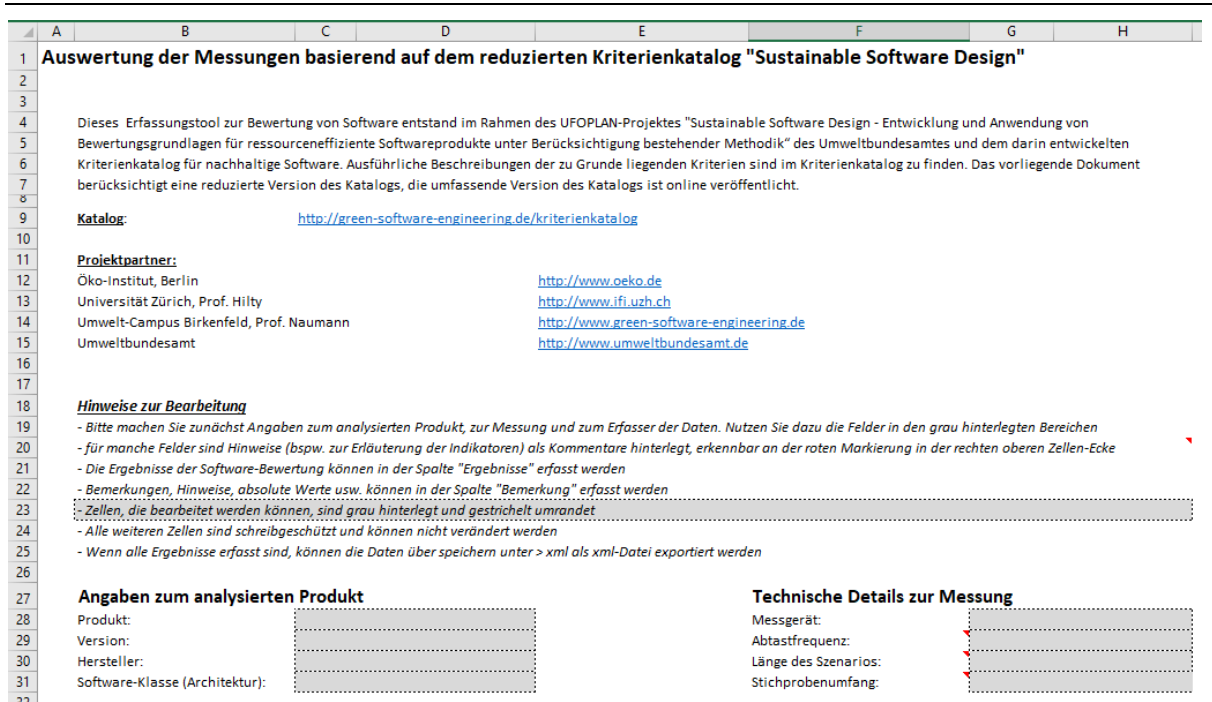 A B C D E F G H
1 Auswertung der Messungen basierend auf dem reduzierten Kriterienkatalog "Sustainable Software Design"
2
3
4 Dieses Erfassungstool zur Bewertung von Software entstand im Rahmen des UFOPLAN-Projektes "Sustainable Software Design - Entwicklung und Anwendung von
5 Bewertungsgrundlagen für ressourceneffiziente Softwareprodukte unter Berücksichtigung bestehender Methodik“ des Umweltbundesamtes und dem darin entwickelten
6 Kriterienkatalog für nachhaltige Software. Ausführliche Beschreibungen der zu Grunde liegenden Kriterien sind im Kriterienkatalog zu finden. Das vorliegende Dokument
7 berücksichtigt eine reduzierte Version des Katalogs, die umfassende Version des Katalogs ist online veröffentlicht.
8
9 Katalog: http://green-software-engineering.de/kriterienkatalog
10
11 Projektpartner:
12 Öko-Institut, Berlin http://www.oeko.de
13 Universität Zürich, Prof. Hilty http://www.ifi.uzh.ch
14 Umwelt-Campus Birkenfeld, Prof. Naumann http://www.green-software-engineering.de
15 Umweltbundesamt http://www.umweltbundesamt.de
16
17
18 Hinweise zur Bearbeitung
19 - Bitte machen Sie zunächst Angaben zum analysierten Produkt, zur Messung und zum Erfasser der Daten. Nutzen Sie dazu die Felder in den grau hinterlegten Bereichen
20 - für manche Felder sind Hinweise (bspw. zur Erläuterung der Indikatoren) als Kommentare hinterlegt, erkennbar an der roten Markierung in der rechten oberen Zellen-Ecke
21 - Die Ergebnisse der Software-Bewertung können in der Spalte "Ergebnisse" erfasst werden
22 - Bemerkungen, Hinweise, absolute Werte usw. können in der Spalte "Bemerkung" erfasst werden
23 - Zellen, die bearbeitet werden können, sind grau hinterlegt und gestrichelt umrandet
24 - Alle weiteren Zellen sind schreibgeschützt und können nicht verändert werden
25 - Wenn alle Ergebnisse erfasst sind, können die Daten über speichern unter > xml als xml-Datei exportiert werden
26
27 Angaben zum analysierten Produkt Technische Details zur Messung
28 Produkt: Messgerät:
29 Version: Abtastfrequenz:
30 Hersteller: Länge des Szenarios:
31 Software-Klasse (Architektur): Stichprobenumfang:
32